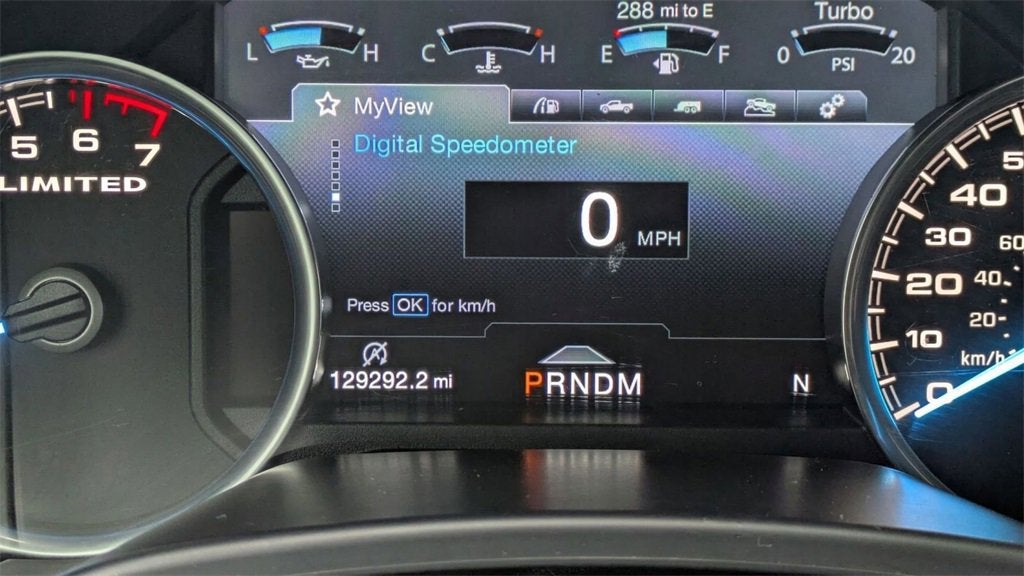 288 mi to E
Turbo
L H
C H
E F
0 20
PSI
MyView
Digital Speedometer
0 MPH
Press OK for km/h
129292.2 mi
PRNDM
N
5 6 7
LIMITED
5
40
30
20
10
0
60
40
20
km/h